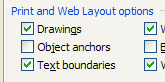 Print and Web Layout options
Drawings
Object anchors
Text boundaries